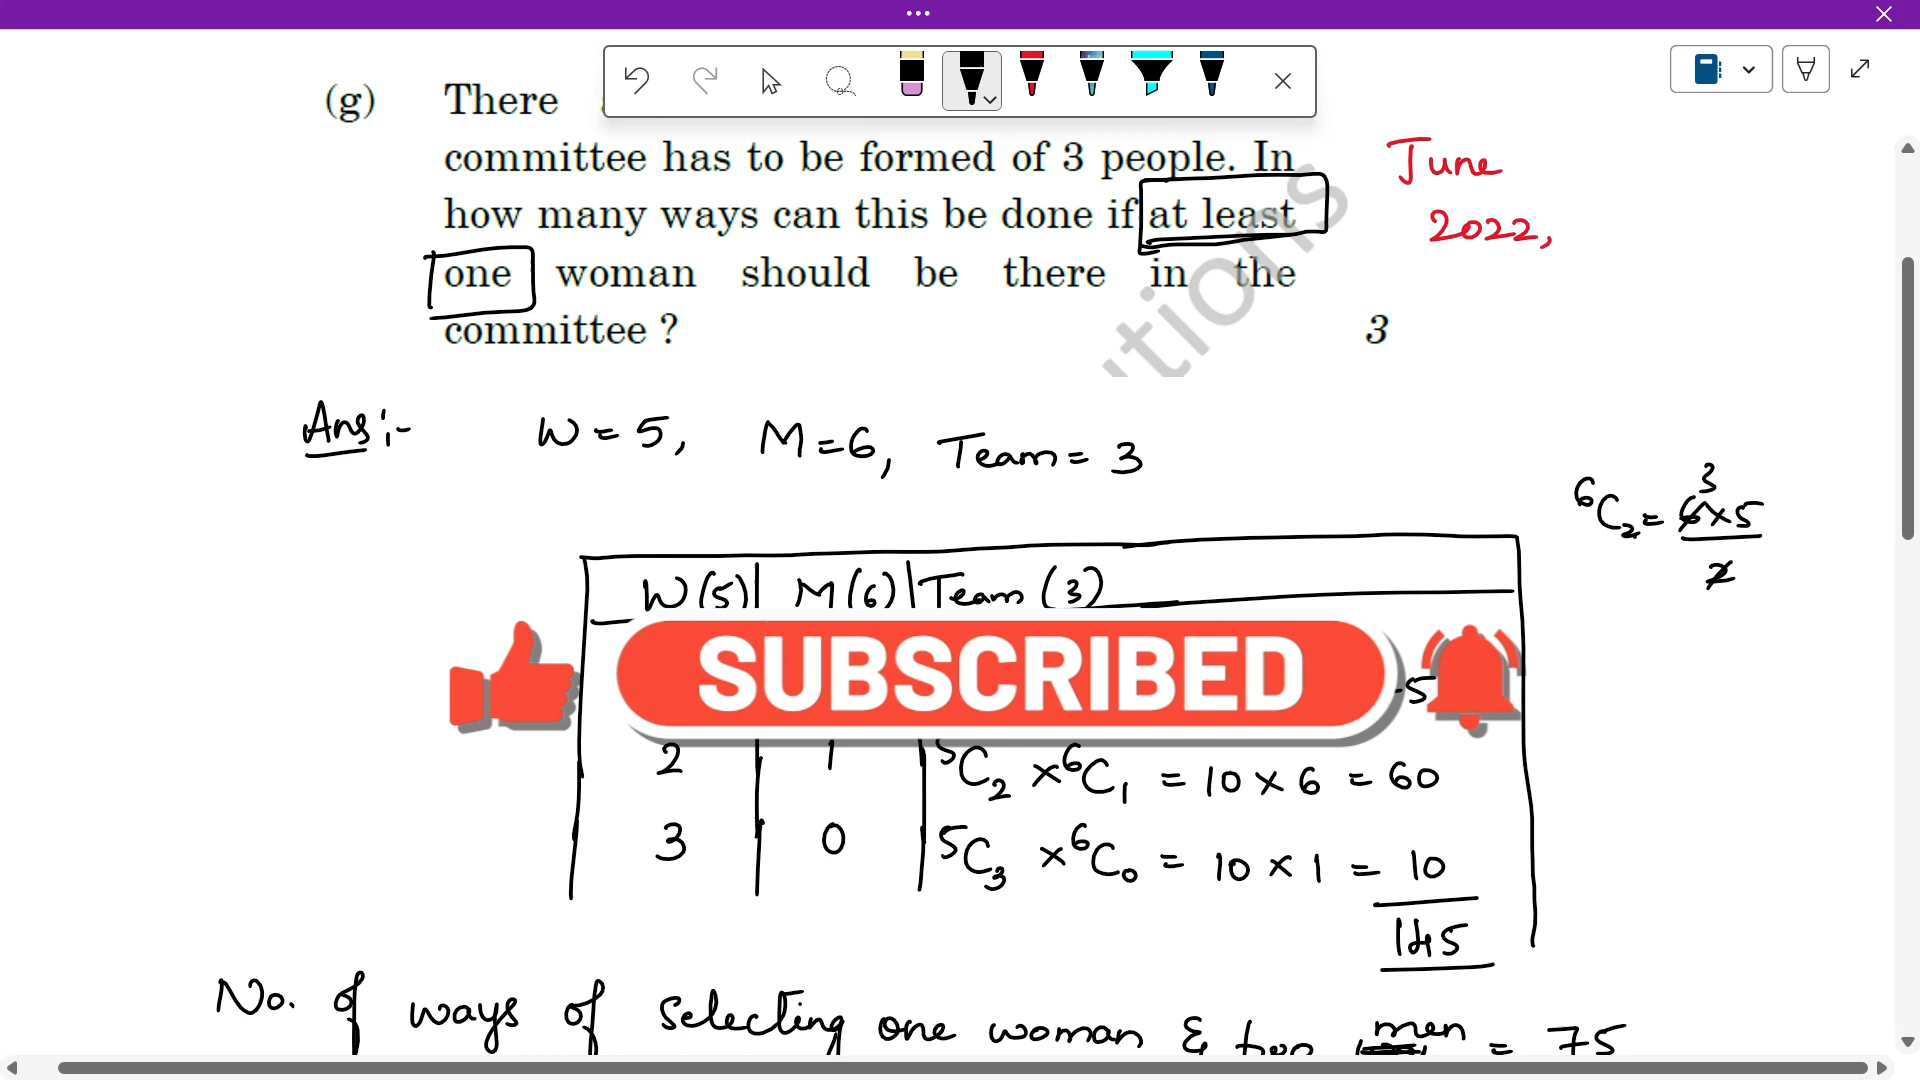 (g) There
committee has to be formed of 3 people. In
how many ways can this be done if at least
one woman should be there in the
committee ? 3
June
2022,
tions
Ans:- W = 5, M = 6, Team = 3
⁶C₂ = 6×5
3
2
W(5) | M(6) | Team (3)
SUBSCRIBED
5
2 1 ⁵C₂ × ⁶C₁ = 10 × 6 = 60
3 0 ⁵C₃ × ⁶C₀ = 10 × 1 = 10
145
No. of ways of selecting one woman & two men = 75